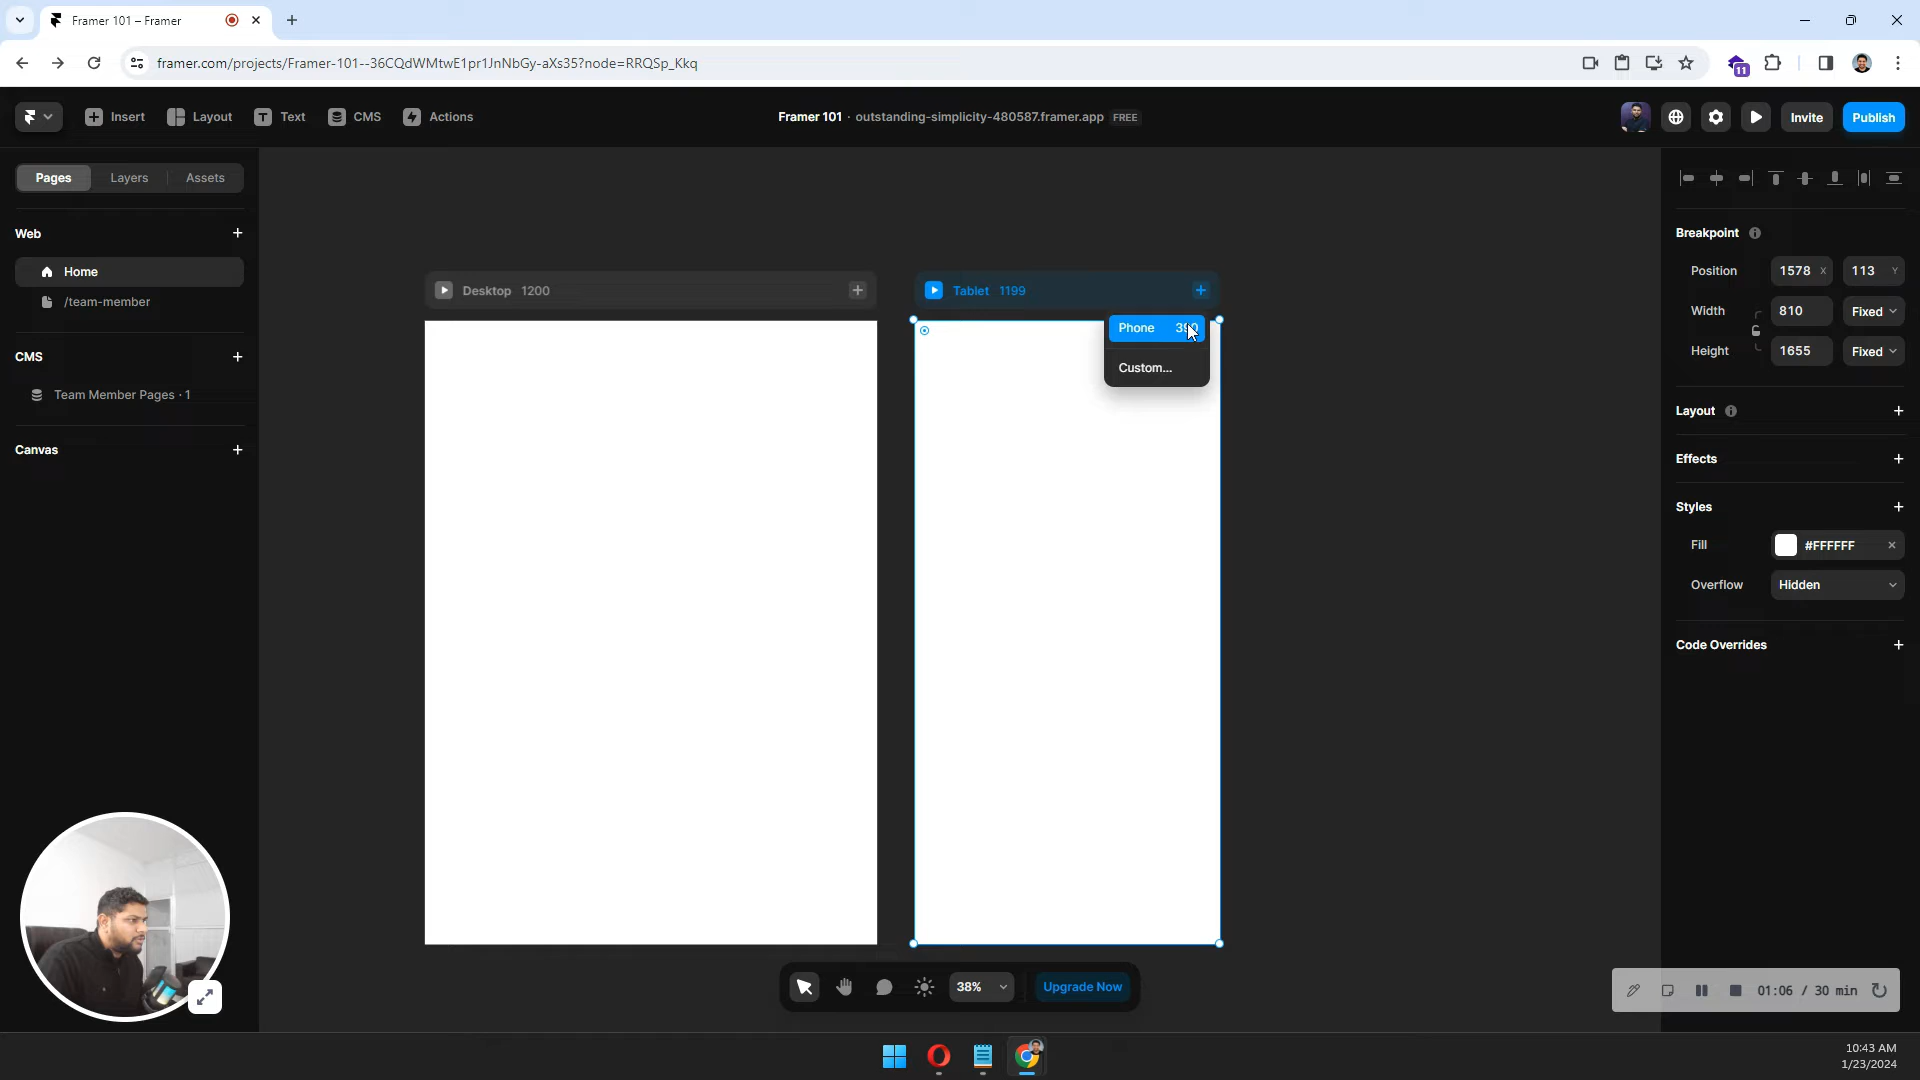 Framer 101 – Framer
framer.com/projects/Framer-101--36CQdWMtwE1pr1JnNbGy-aXs35?node=RRQSp_Kkq
11
Insert
Layout
Text
CMS
Actions
Framer 101 · outstanding-simplicity-480587.framer.app FREE
Invite
Publish
Pages
Layers
Assets
Web
Home
/team-member
CMS
Team Member Pages · 1
Canvas
Desktop 1200
Tablet 1199
Phone 390
Custom...
Breakpoint
Position 1578 X 113 Y
Width 810 Fixed
Height 1655 Fixed
Layout
Effects
Styles
Fill #FFFFFF
Overflow Hidden
Code Overrides
38%
Upgrade Now
01:06 / 30 min
10:43 AM
1/23/2024